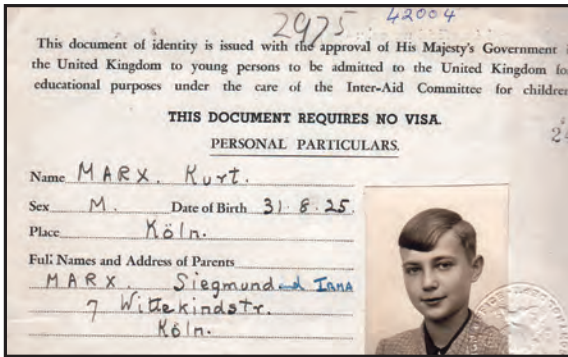 2975 42004
This document of identity is issued with the approval of His Majesty's Government
the United Kingdom to young persons to be admitted to the United Kingdom for
educational purposes under the care of the Inter-Aid Committee for children
THIS DOCUMENT REQUIRES NO VISA.
PERSONAL PARTICULARS.
Name MARX. Kurt.
Sex M. Date of Birth 31. 8. 25.
Place Köln.
Full Names and Address of Parents
MARX. Siegmund and IRMA
7 Wittekindstr.
Köln.